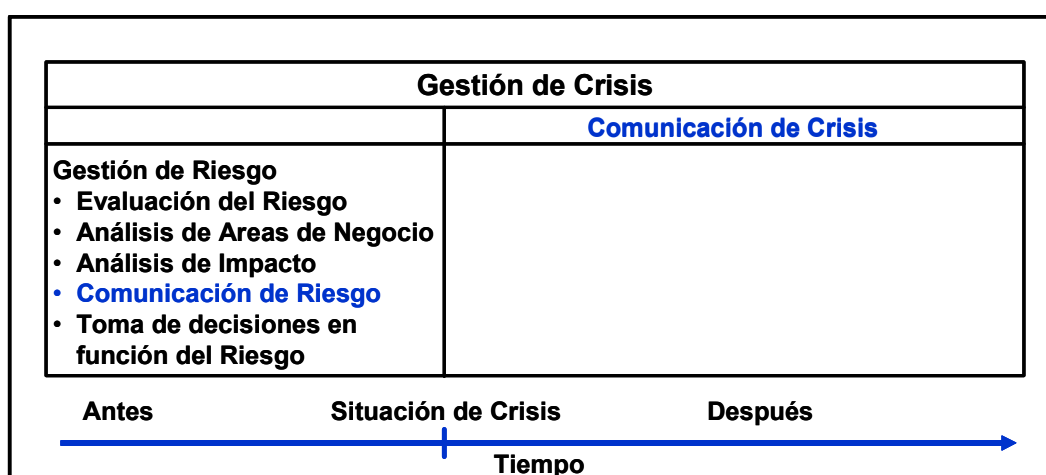 Gestión de Crisis
Comunicación de Crisis
Gestión de Riesgo
• Evaluación del Riesgo
• Análisis de Areas de Negocio
• Análisis de Impacto
• Comunicación de Riesgo
• Toma de decisiones en
función del Riesgo
Antes Situación de Crisis Después
Tiempo